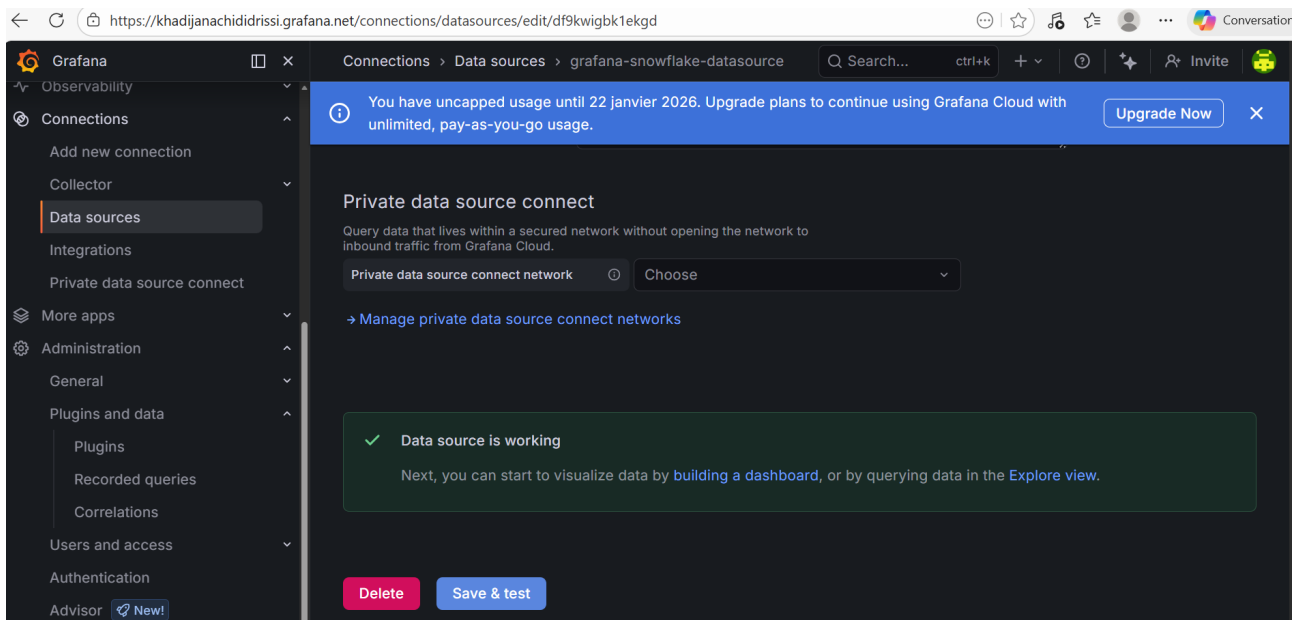 https://khadijanachididrissi.grafana.net/connections/datasources/edit/df9kwigbk1ekgd
Conversation
Grafana
Connections › Data sources › grafana-snowflake-datasource
Search... ctrl+k
Invite
Observability
Connections
Add new connection
Collector
Data sources
Integrations
Private data source connect
More apps
Administration
General
Plugins and data
Plugins
Recorded queries
Correlations
Users and access
Authentication
Advisor New!
You have uncapped usage until 22 janvier 2026. Upgrade plans to continue using Grafana Cloud with
unlimited, pay-as-you-go usage.
Upgrade Now
Private data source connect
Query data that lives within a secured network without opening the network to
inbound traffic from Grafana Cloud.
Private data source connect network
Choose
Manage private data source connect networks
Data source is working
Next, you can start to visualize data by building a dashboard, or by querying data in the Explore view.
Delete
Save & test